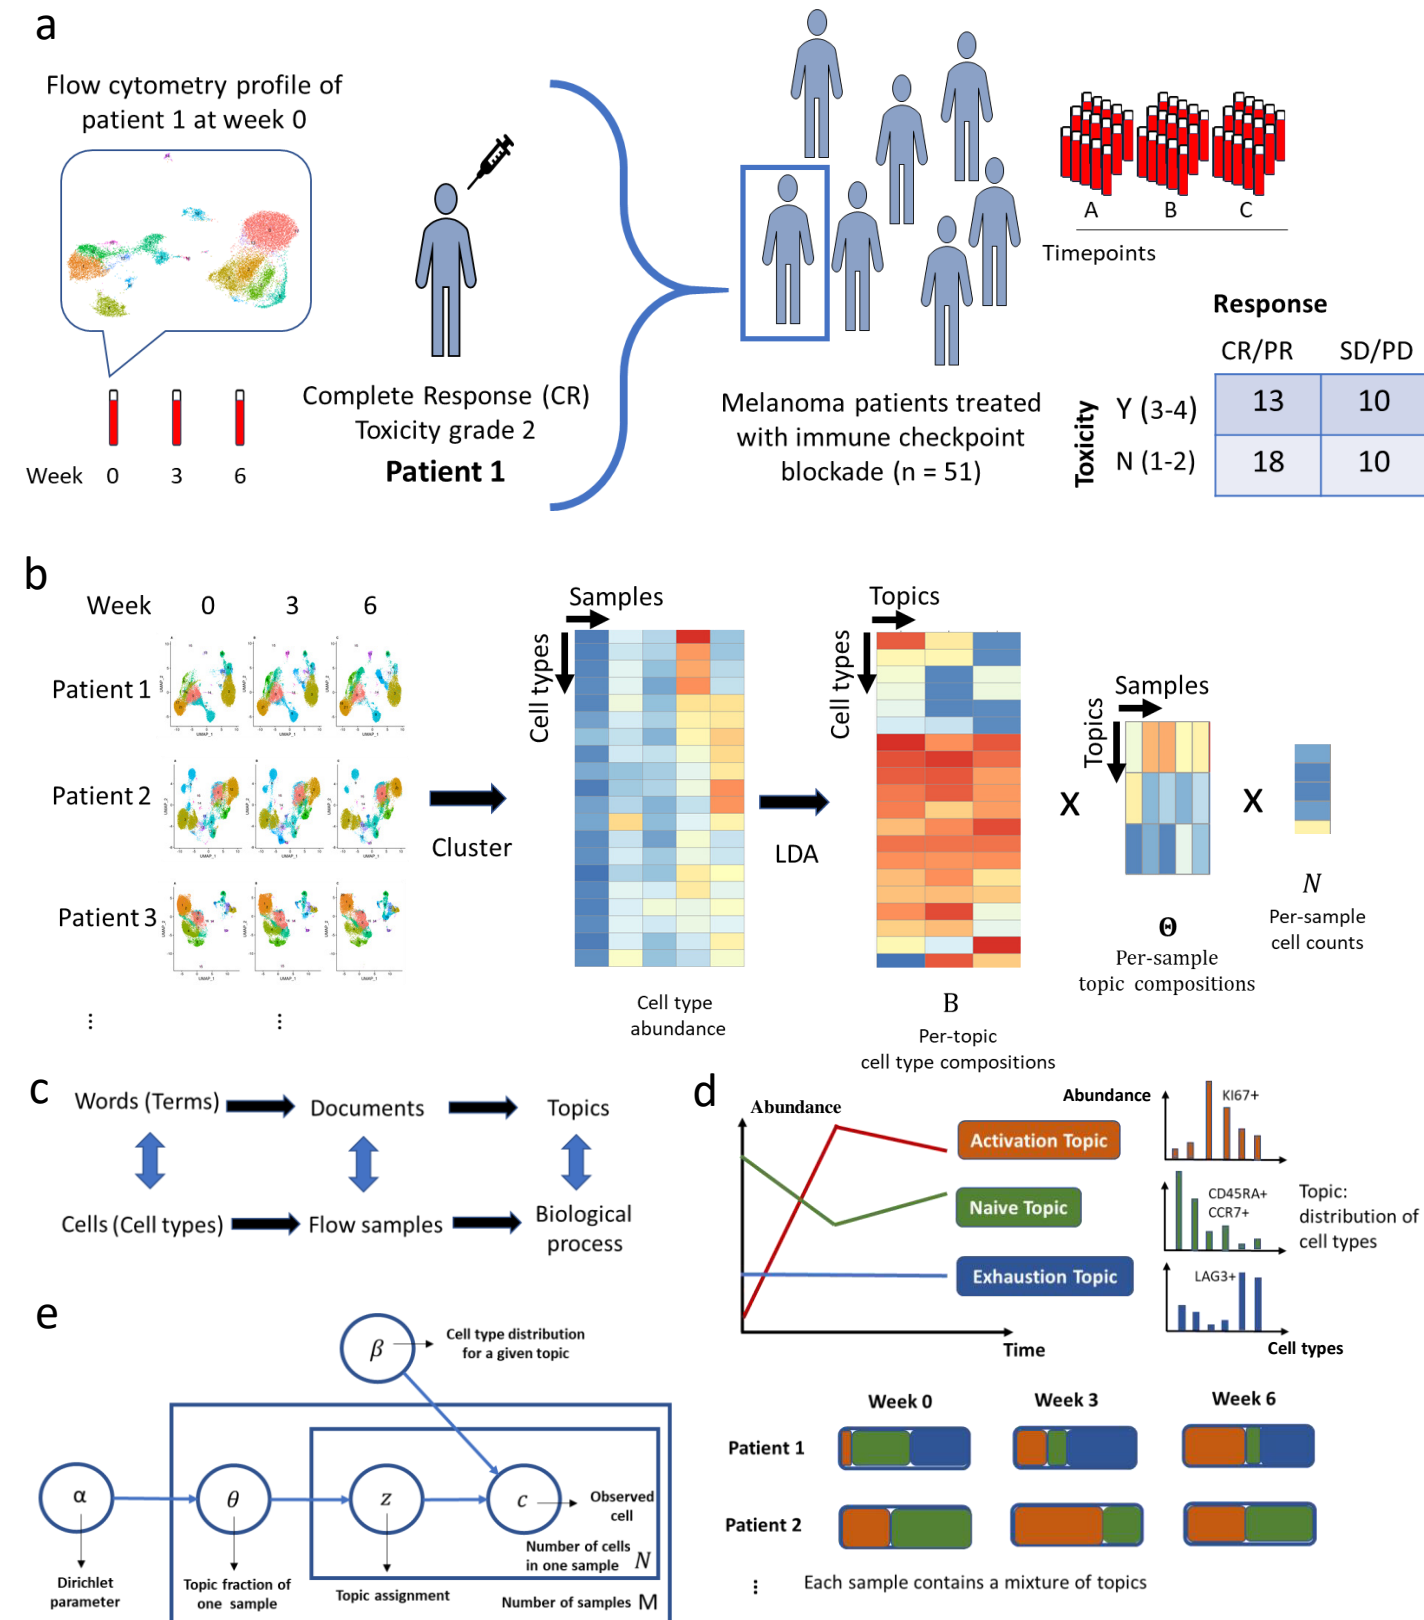 a
Flow cytometry profile of
patient 1 at week 0
Week 0 3 6
Complete Response (CR)
Toxicity grade 2
Patient 1
Melanoma patients treated
with immune checkpoint
blockade (n = 51)
A B C
Timepoints
Response
CR/PR SD/PD
Toxicity
Y (3-4) 13 10
N (1-2) 18 10
b
Week 0 3 6
Patient 1
Patient 2
Patient 3
⋮ ⋮
Cluster
Samples
Cell types
Cell type
abundance
LDA
Topics
Cell types
B
Per-topic
cell type compositions
X
Samples
Topics
Θ
Per-sample
topic compositions
X
N
Per-sample
cell counts
c
Words (Terms) Documents Topics
Cells (Cell types) Flow samples Biological
process
d
Abundance
Time
Activation Topic
Naive Topic
Exhaustion Topic
Abundance
KI67+
CD45RA+
CCR7+
LAG3+
Cell types
Topic:
distribution of
cell types
Week 0 Week 3 Week 6
Patient 1
Patient 2
⋮
Each sample contains a mixture of topics
e
β
Cell type distribution
for a given topic
α
θ
z
c
Observed
cell
Number of cells
in one sample N
Dirichlet
parameter
Topic fraction of
one sample
Topic assignment
Number of samples M